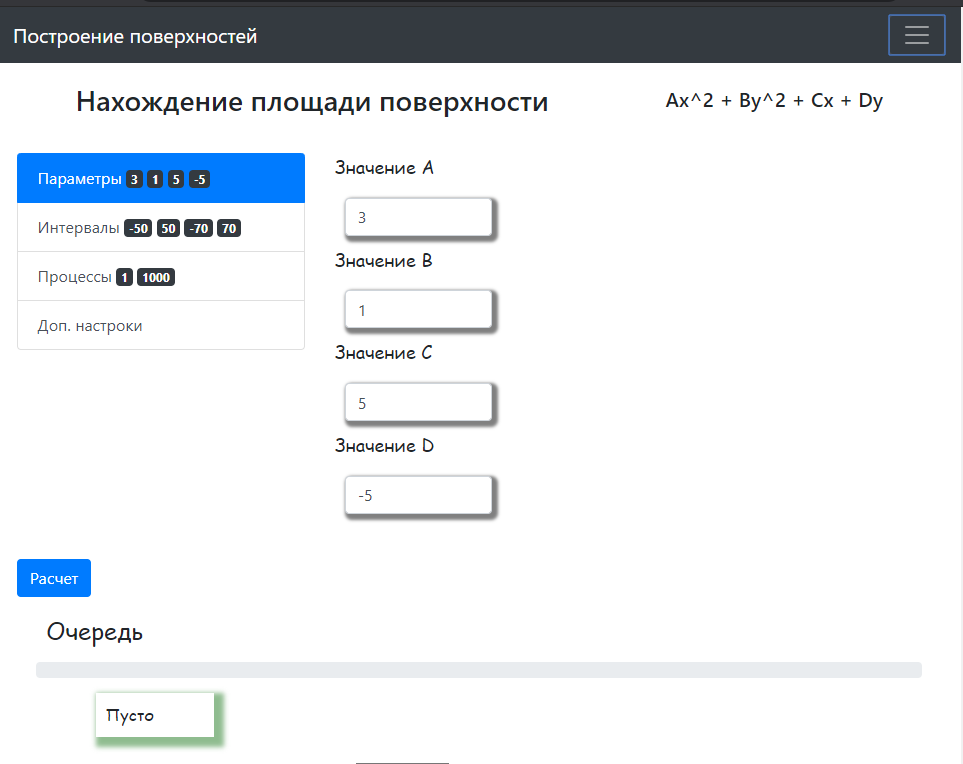 Построение поверхностей
Нахождение площади поверхности
Ax^2 + By^2 + Cx + Dy
Параметры 3 1 5 -5
Интервалы -50 50 -70 70
Процессы 1 1000
Доп. настроки
Значение A
3
Значение B
1
Значение C
5
Значение D
-5
Расчет
Очередь
Пусто